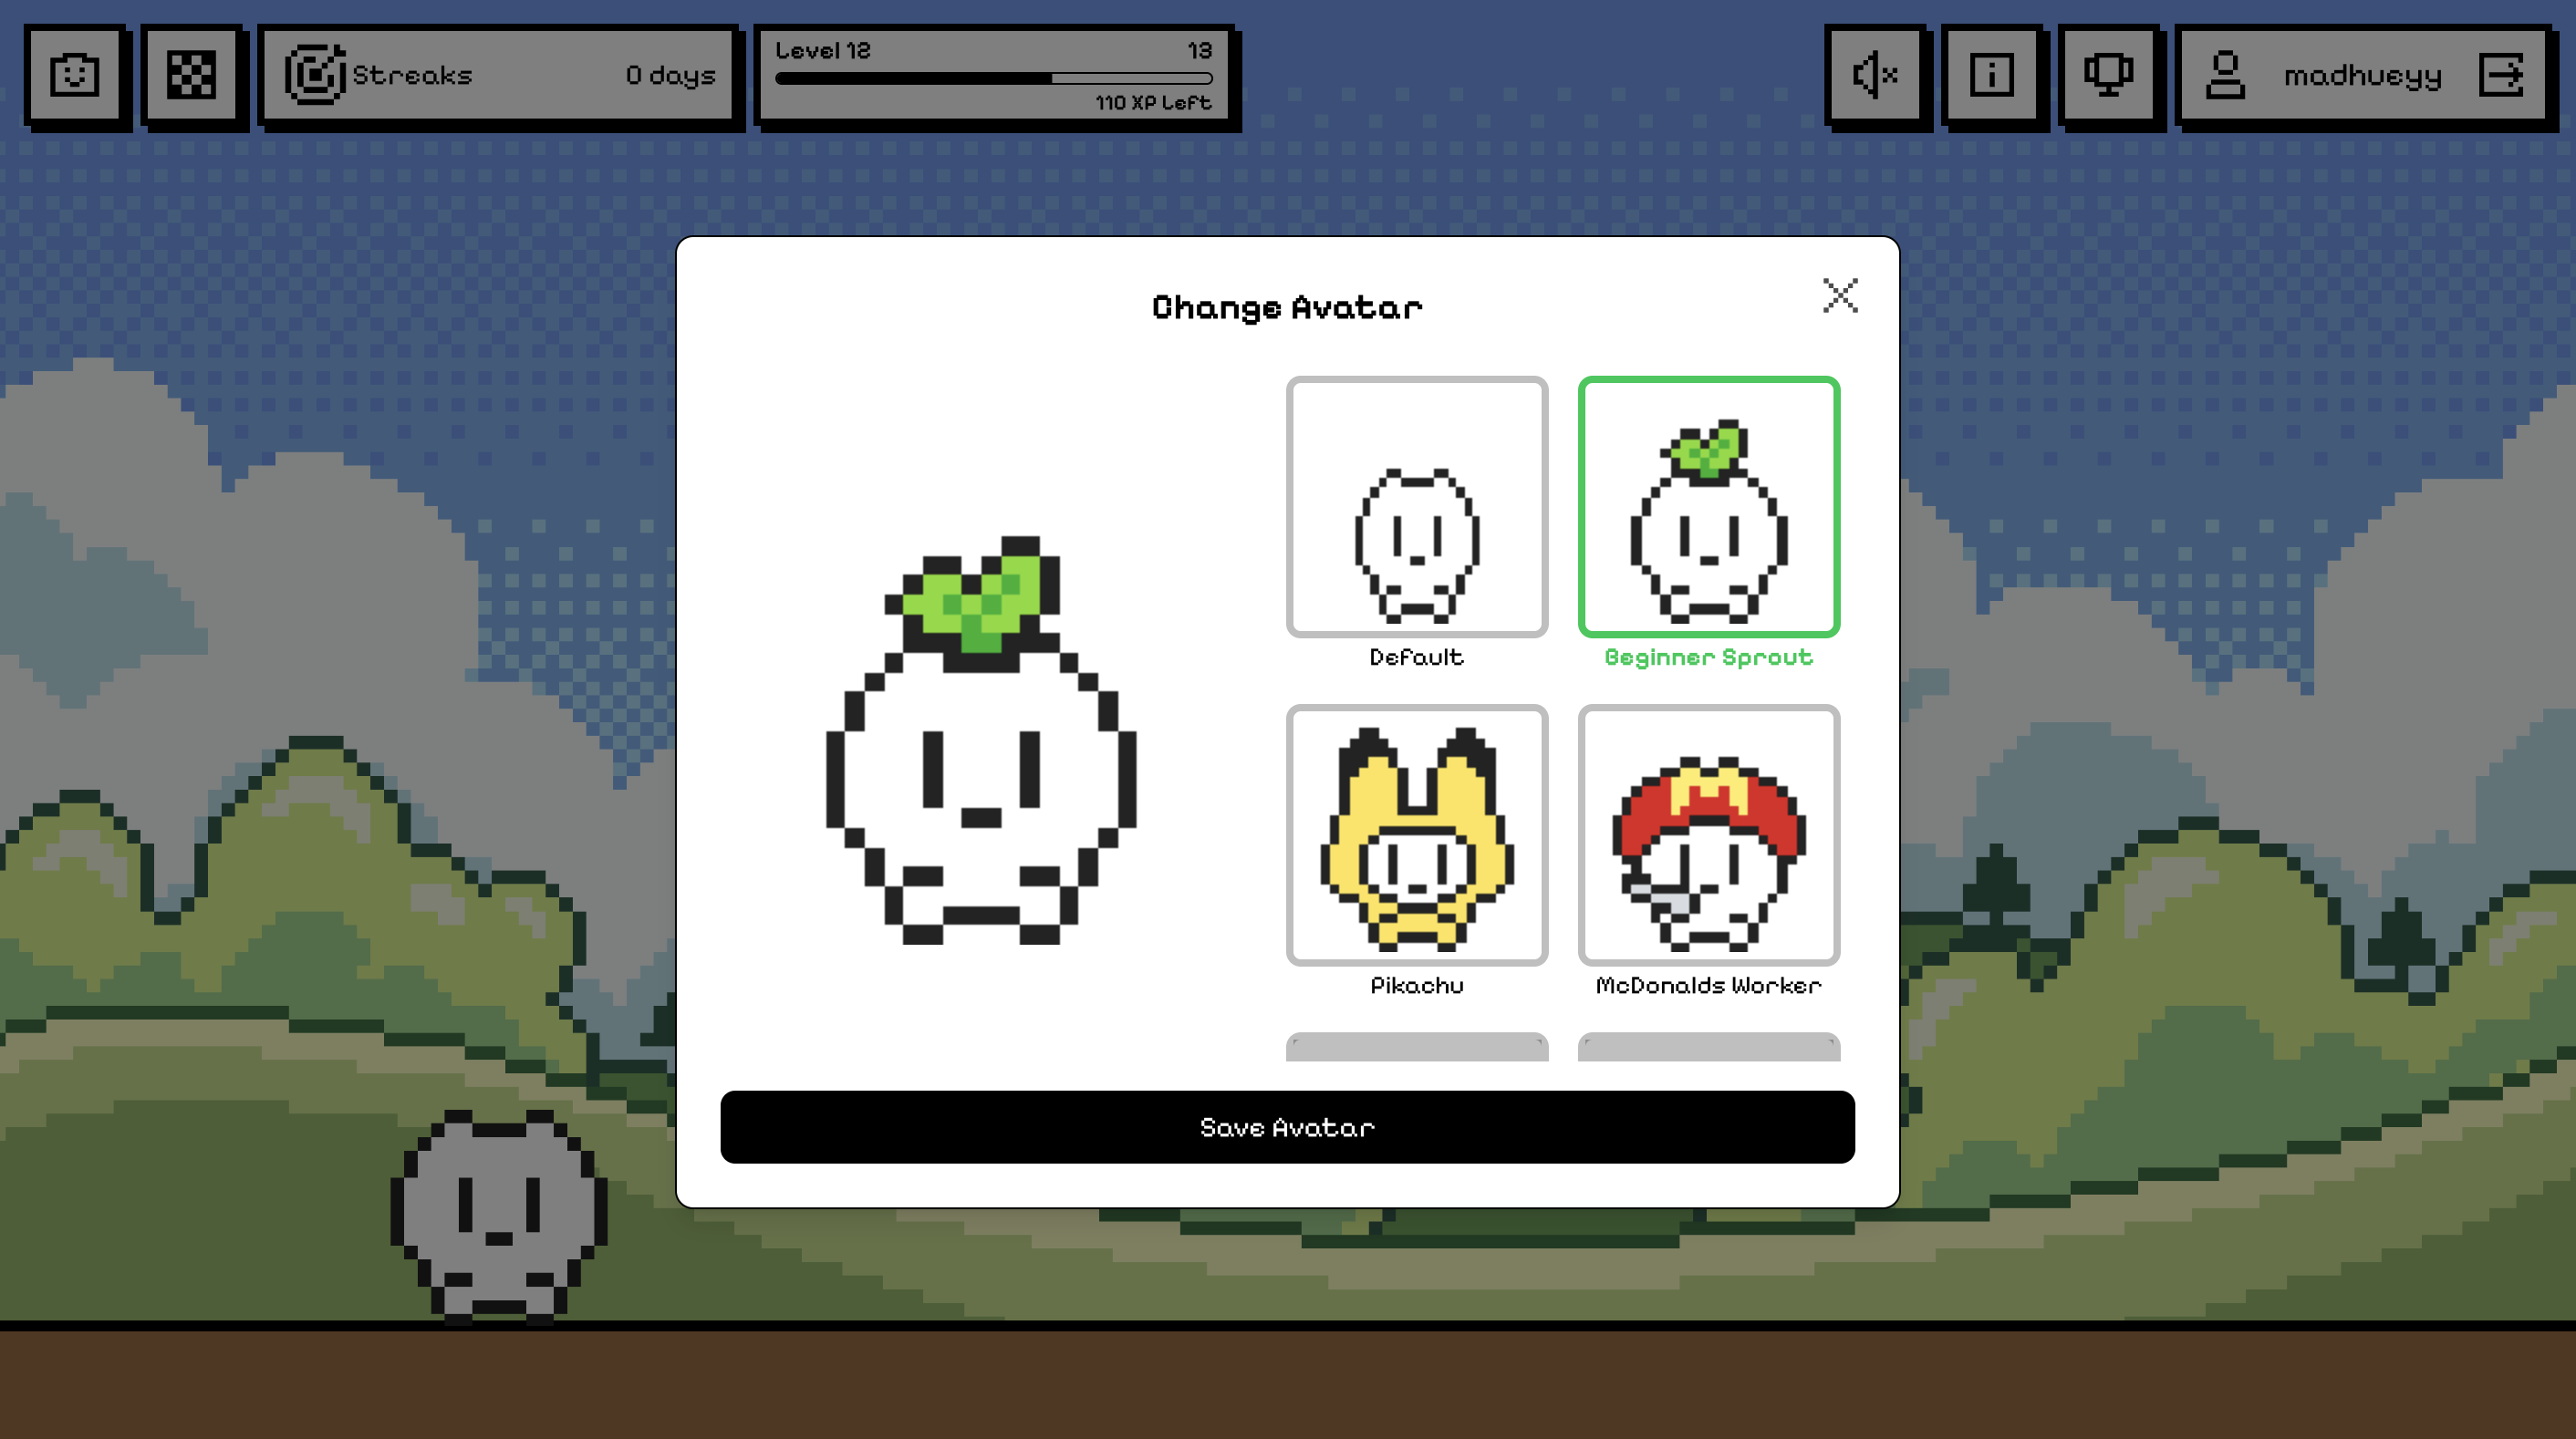 Streaks 0 days
Level 12 13
110 XP Left
madhueyy
Change Avatar
Default
Beginner Sprout
Pikachu
McDonalds Worker
Save Avatar